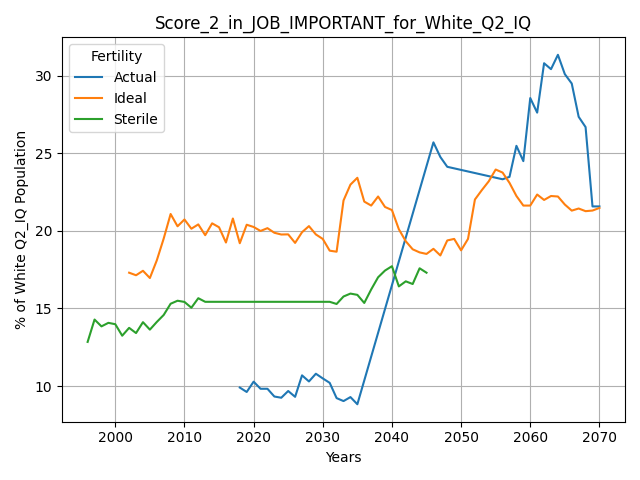 Score_2_in_JOB_IMPORTANT_for_White_Q2_IQ
Fertility
Actual
Ideal
Sterile
% of White Q2_IQ Population
30
25
20
15
10
2000 2010 2020 2030 2040 2050 2060 2070
Years